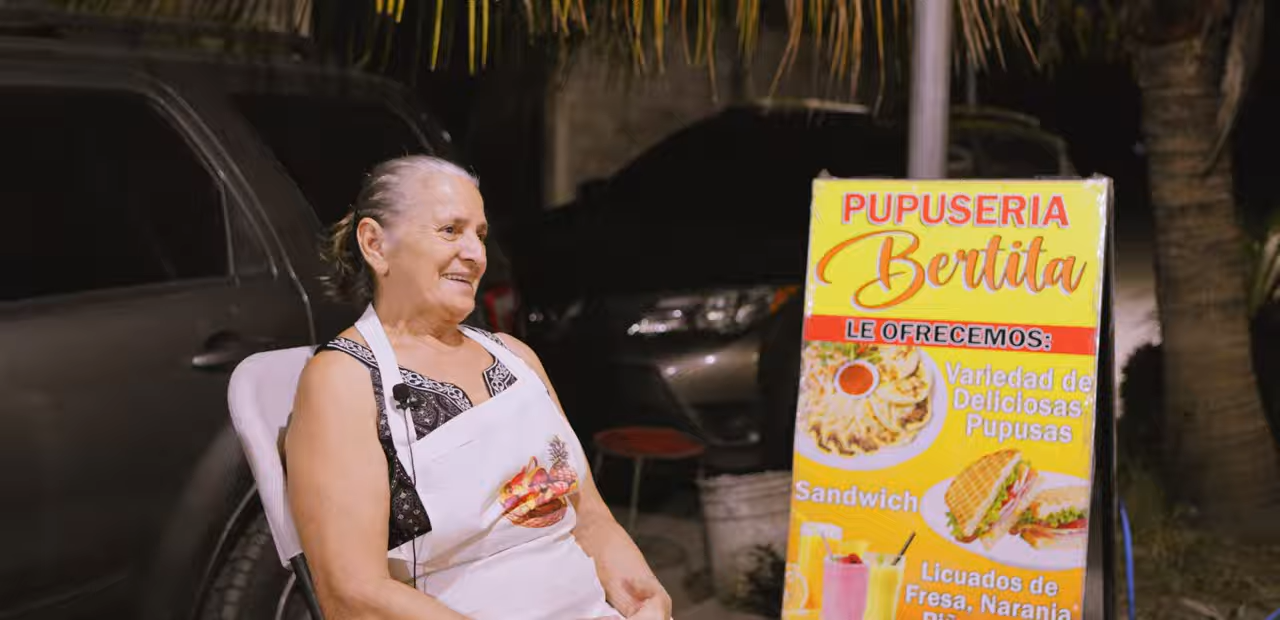 PUPUSERIA
Bertita
LE OFRECEMOS:
Variedad de
Deliciosas
Pupusas
Sandwich
Licuados de
Fresa, Naranja